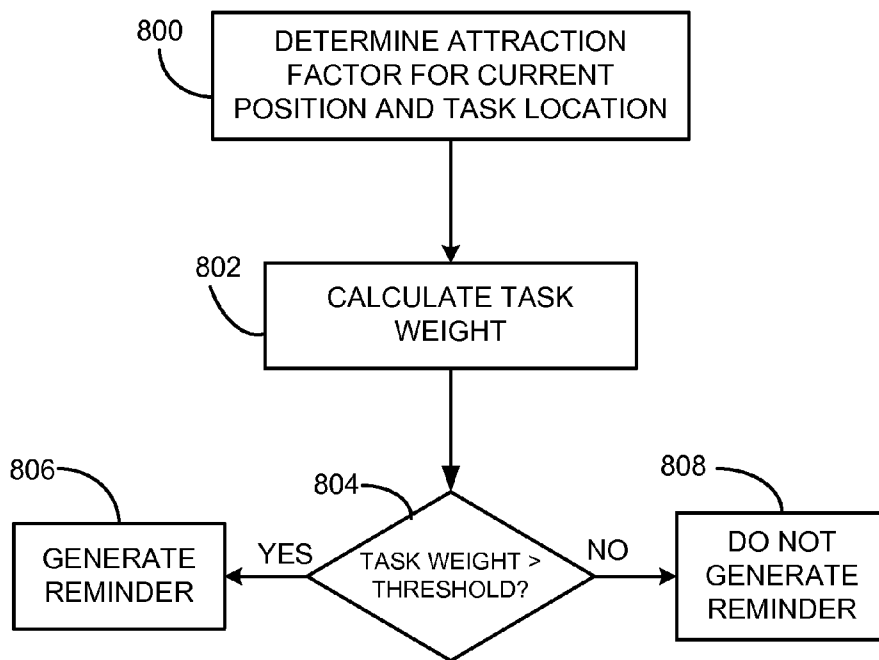 800
DETERMINE ATTRACTION
FACTOR FOR CURRENT
POSITION AND TASK LOCATION
802
CALCULATE TASK
WEIGHT
804
TASK WEIGHT >
THRESHOLD?
YES
NO
806
GENERATE
REMINDER
808
DO NOT
GENERATE
REMINDER